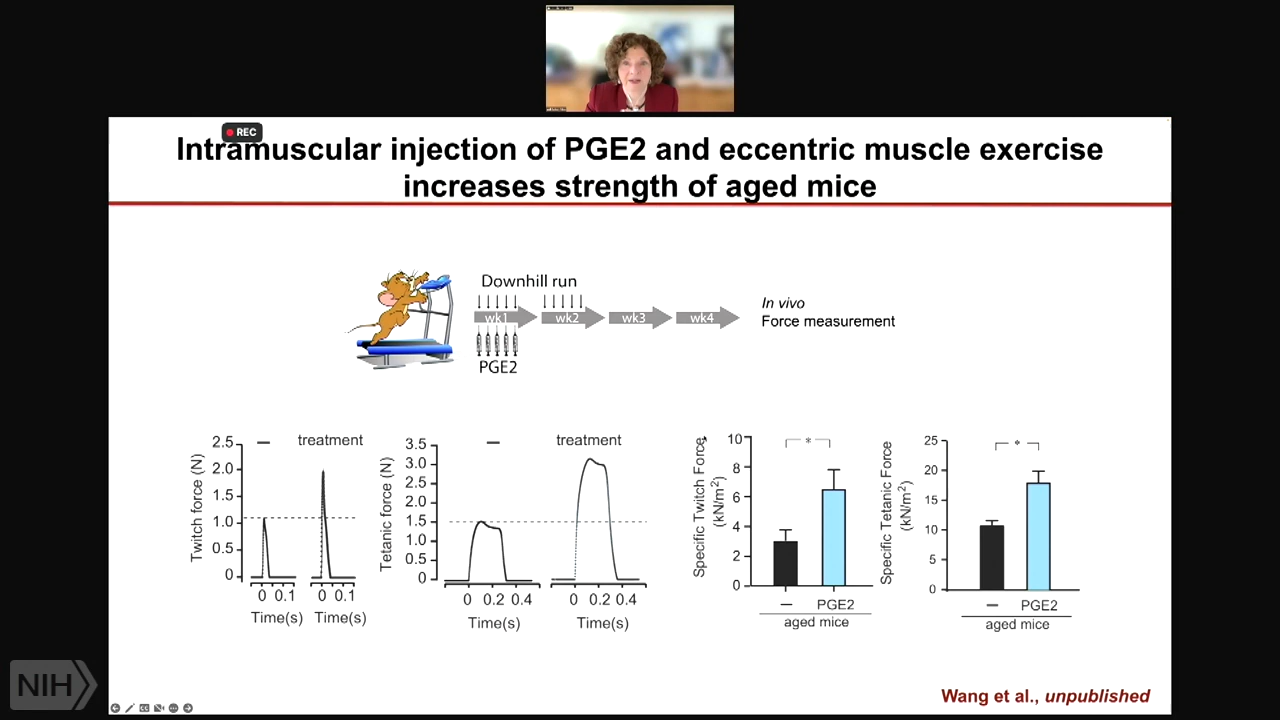 REC
Intramuscular injection of PGE2 and eccentric muscle exercise
increases strength of aged mice
Downhill run
wk1 wk2 wk3 wk4
PGE2
In vivo
Force measurement
Twitch force (N)
2.5
2.0
1.0
0.5
0
– treatment
0 0.1 0 0.1
Time(s) Time(s)
Tetanic force (N)
3.5
3.0
2.5
2.0
1.5
1.0
0.5
0
– treatment
0 0.2 0.4 0 0.2 0.4
Time(s) Time(s)
Specific Twitch Force
(kN/m²)
10
8
6
4
2
0
*
– PGE2
aged mice
Specific Tetanic Force
(kN/m²)
25
20
15
10
5
0
*
– PGE2
aged mice
Wang et al., unpublished
NIH